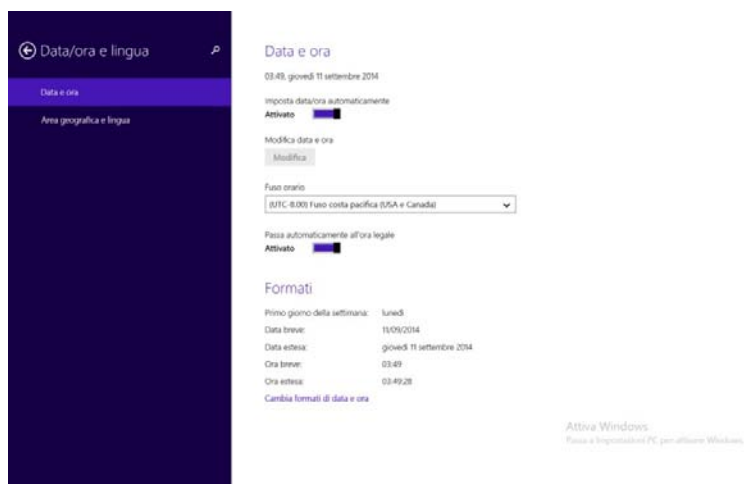 Data/ora e lingua
Data e ora
Area geografica e lingua
Data e ora
03:49, giovedì 11 settembre 2014
Imposta data/ora automaticamente
Attivato
Modifica data e ora
Modifica
Fuso orario
(UTC-8.00) Fuso costa pacifica (USA e Canada)
Passa automaticamente all'ora legale
Attivato
Formati
Primo giorno della settimana: lunedì
Data breve: 11/09/2014
Data estesa: giovedì 11 settembre 2014
Ora breve: 03:49
Ora estesa: 03:49:28
Cambia formati di data e ora
Attiva Windows
Passa a Impostazioni PC per attivare Windows.